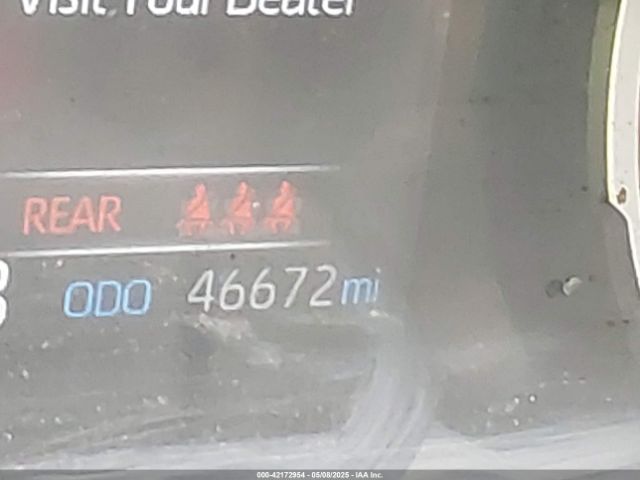 Visit Your Dealer
REAR
ODO 46672 mi
000-42172954 - 05/08/2025 - IAA Inc.